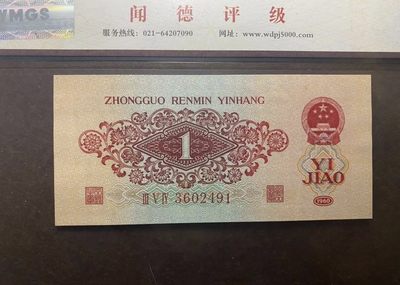 WMGS
闻德评级
服务热线：021-64207090 网址：www.wdpj5000.com
ZHONGGUO RENMIN YINHANG
1
YI
JIAO
III V IV 3602491
1960